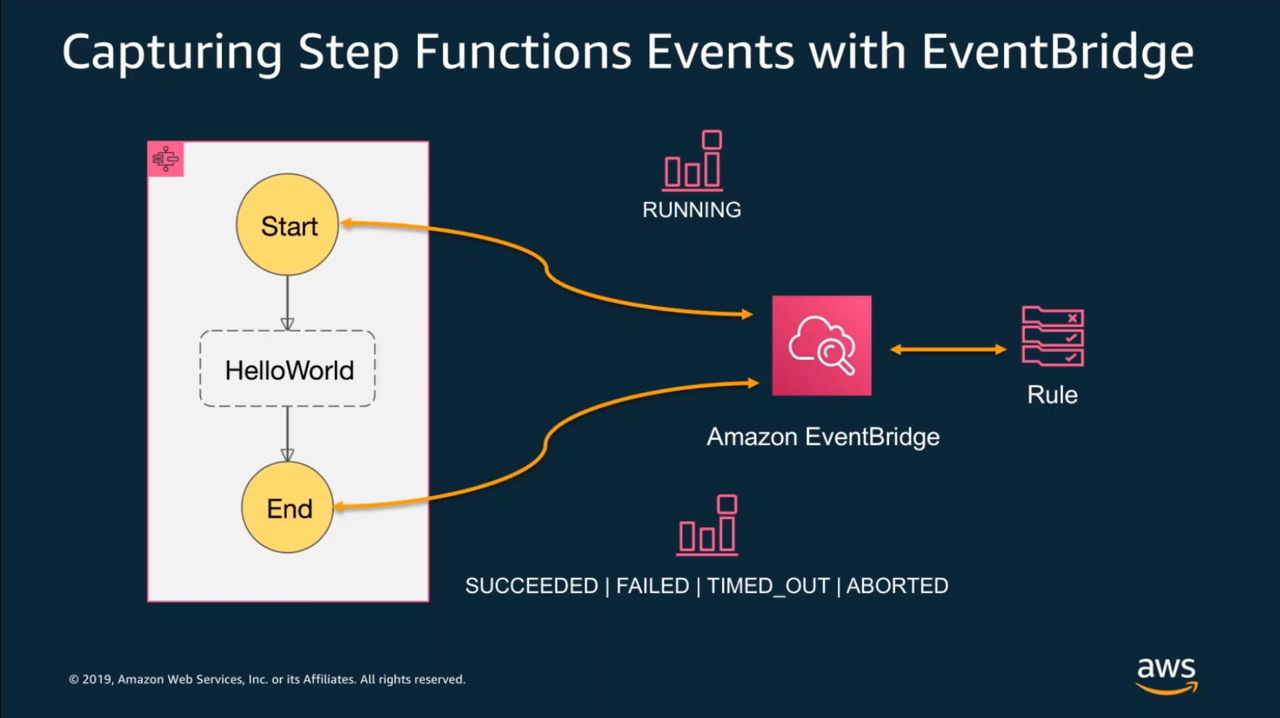 Capturing Step Functions Events with EventBridge
Start
RUNNING
HelloWorld
Rule
Amazon EventBridge
End
SUCCEEDED | FAILED | TIMED_OUT | ABORTED
© 2019, Amazon Web Services, Inc. or its Affiliates. All rights reserved.
aws